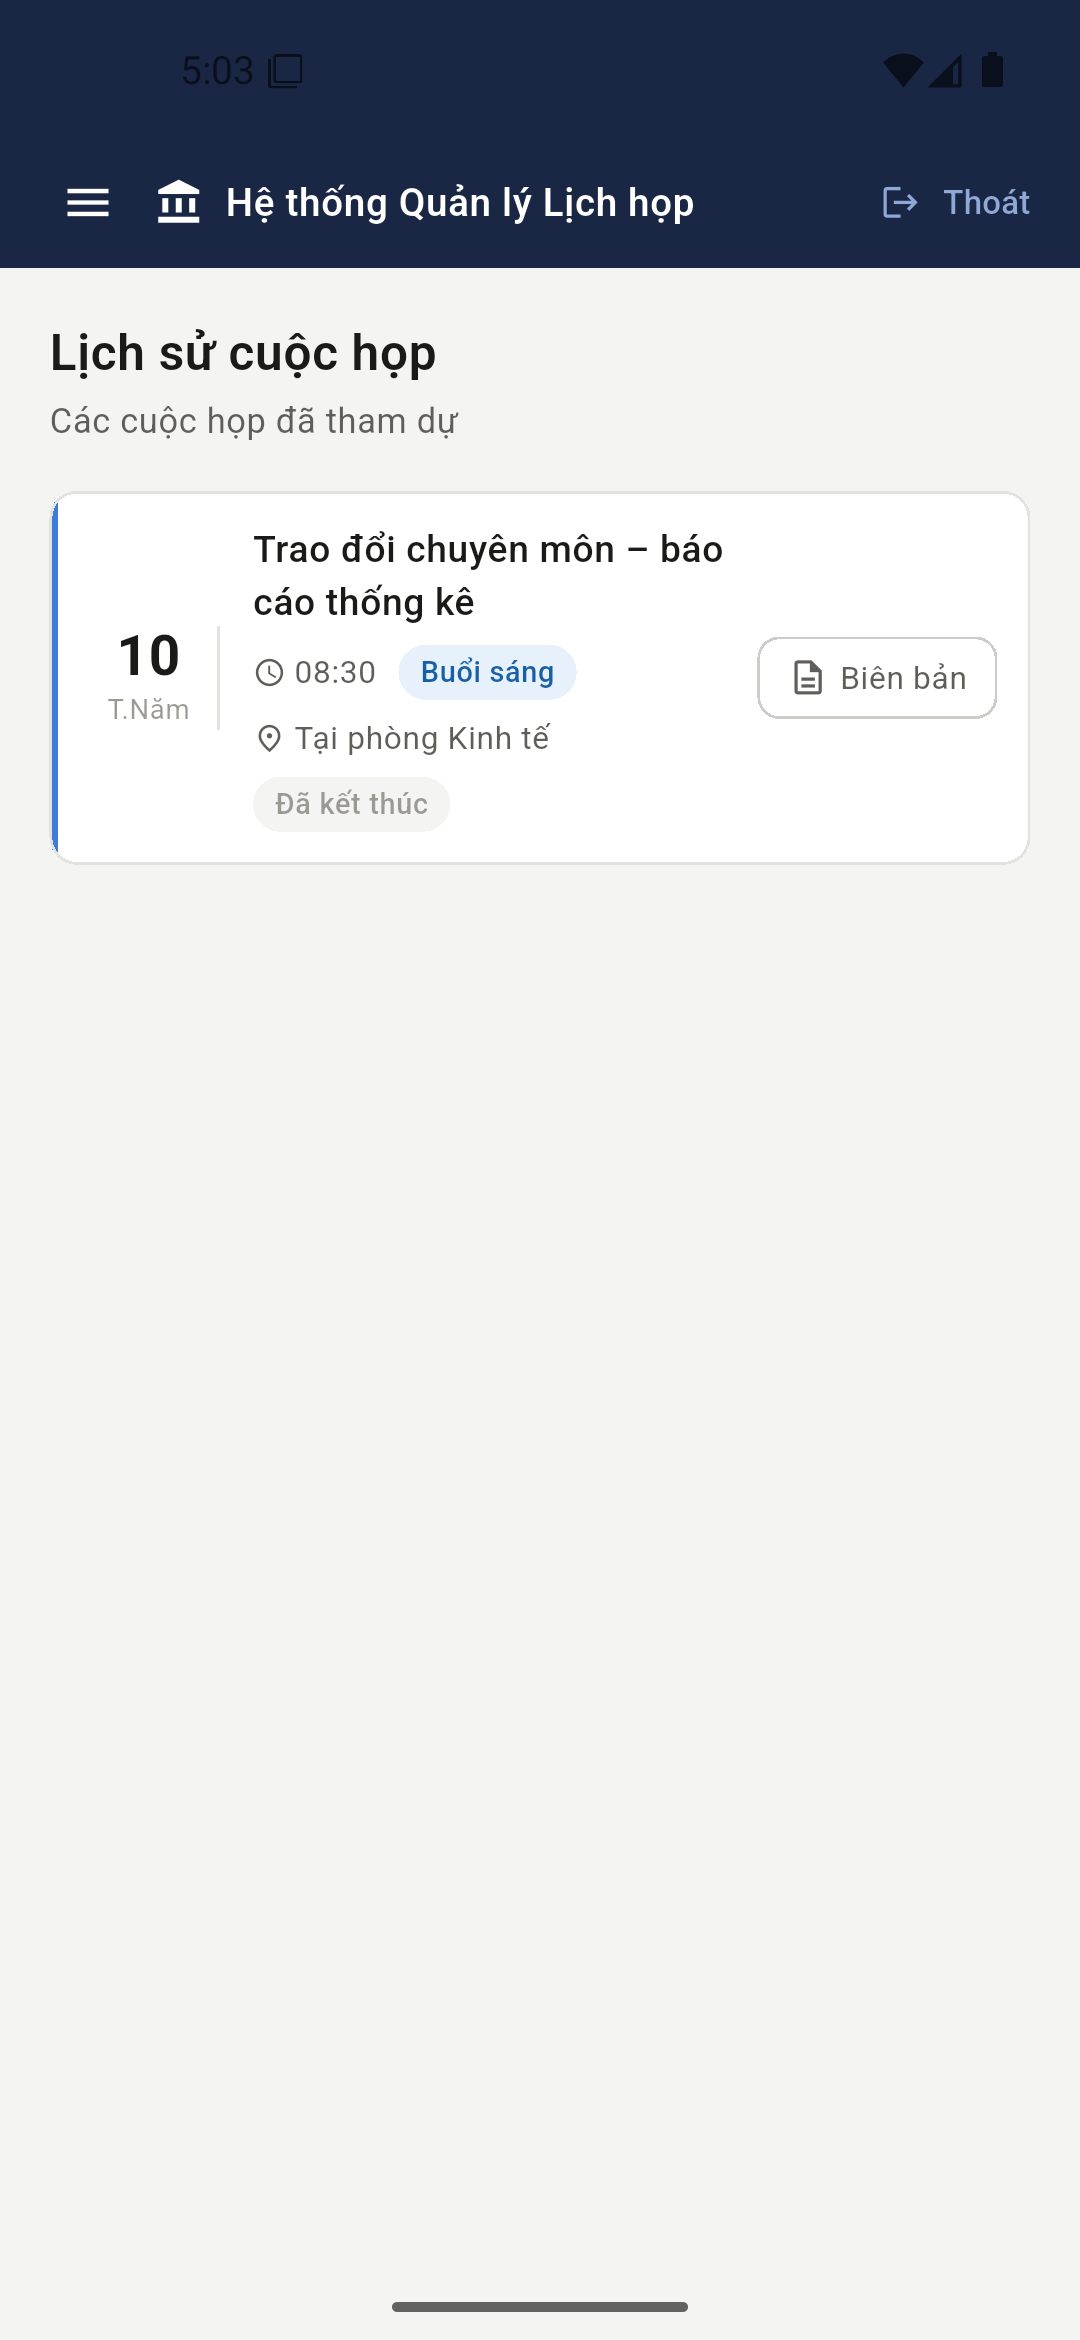 5:03
Hệ thống Quản lý Lịch họp
Thoát
Lịch sử cuộc họp
Các cuộc họp đã tham dự
10
T.Năm
Trao đổi chuyên môn – báo
cáo thống kê
08:30
Buổi sáng
Tại phòng Kinh tế
Đã kết thúc
Biên bản